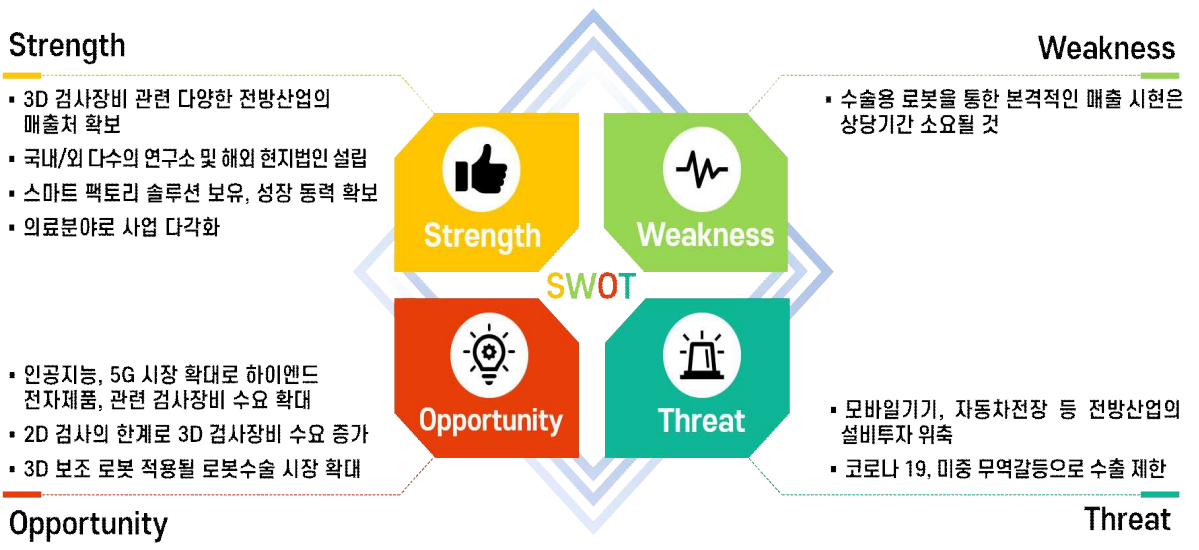 Strength
▪ 3D 검사장비 관련 다양한 전방산업의
매출처 확보
▪ 국내/외 다수의 연구소 및 해외 현지법인 설립
▪ 스마트 팩토리 솔루션 보유, 성장 동력 확보
▪ 의료분야로 사업 다각화
Weakness
▪ 수술용 로봇을 통한 본격적인 매출 시현은
상당기간 소요될 것
Strength
Weakness
SWOT
Opportunity
Threat
▪ 인공지능, 5G 시장 확대로 하이엔드
전자제품, 관련 검사장비 수요 확대
▪ 2D 검사의 한계로 3D 검사장비 수요 증가
▪ 3D 보조 로봇 적용될 로봇수술 시장 확대
Opportunity
▪ 모바일기기, 자동차전장 등 전방산업의
설비투자 위축
▪ 코로나 19, 미중 무역갈등으로 수출 제한
Threat